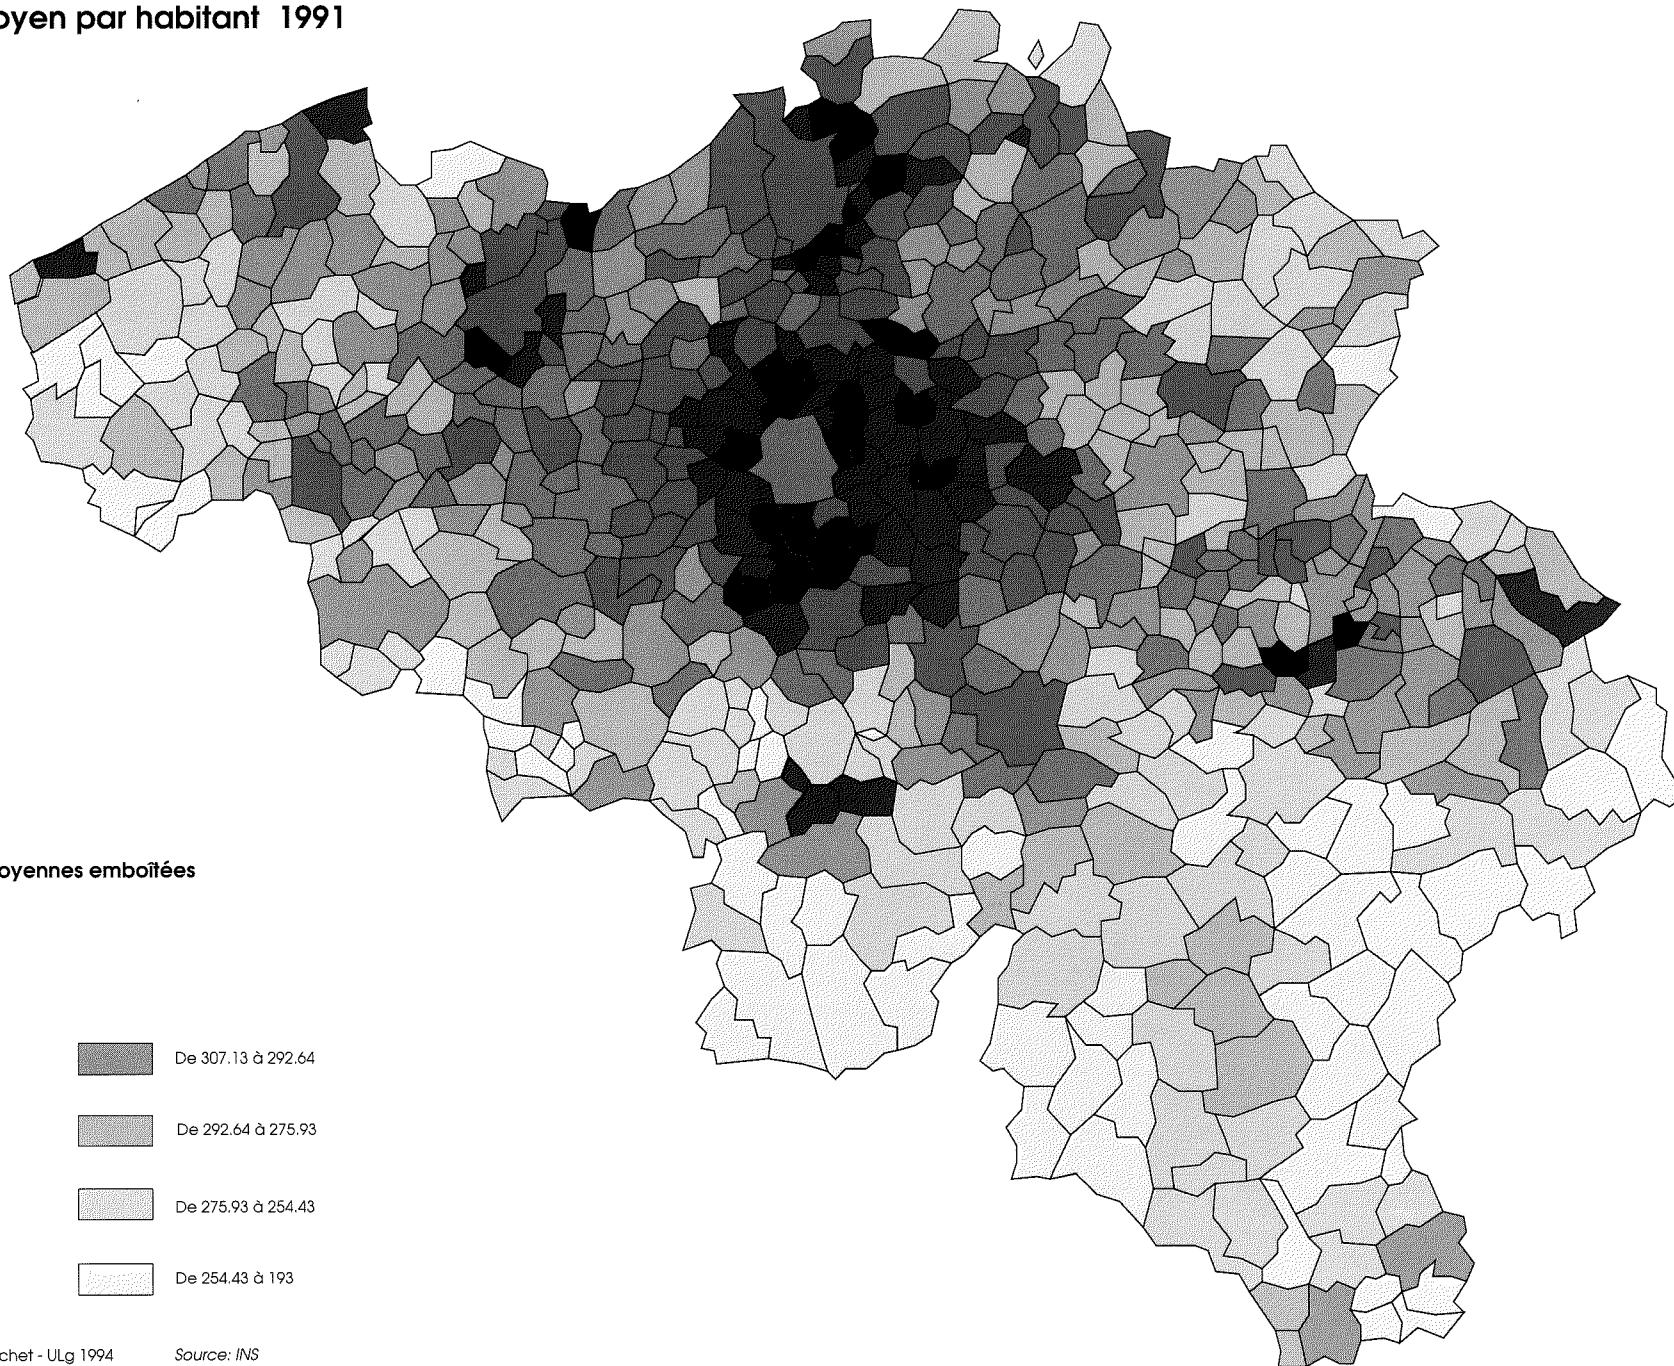 oyen par habitant 1991
oyennes emboîtées
De 307.13 à 292.64
De 292.64 à 275.93
De 275.93 à 254.43
De 254.43 à 193
chet - ULg 1994 Source: INS